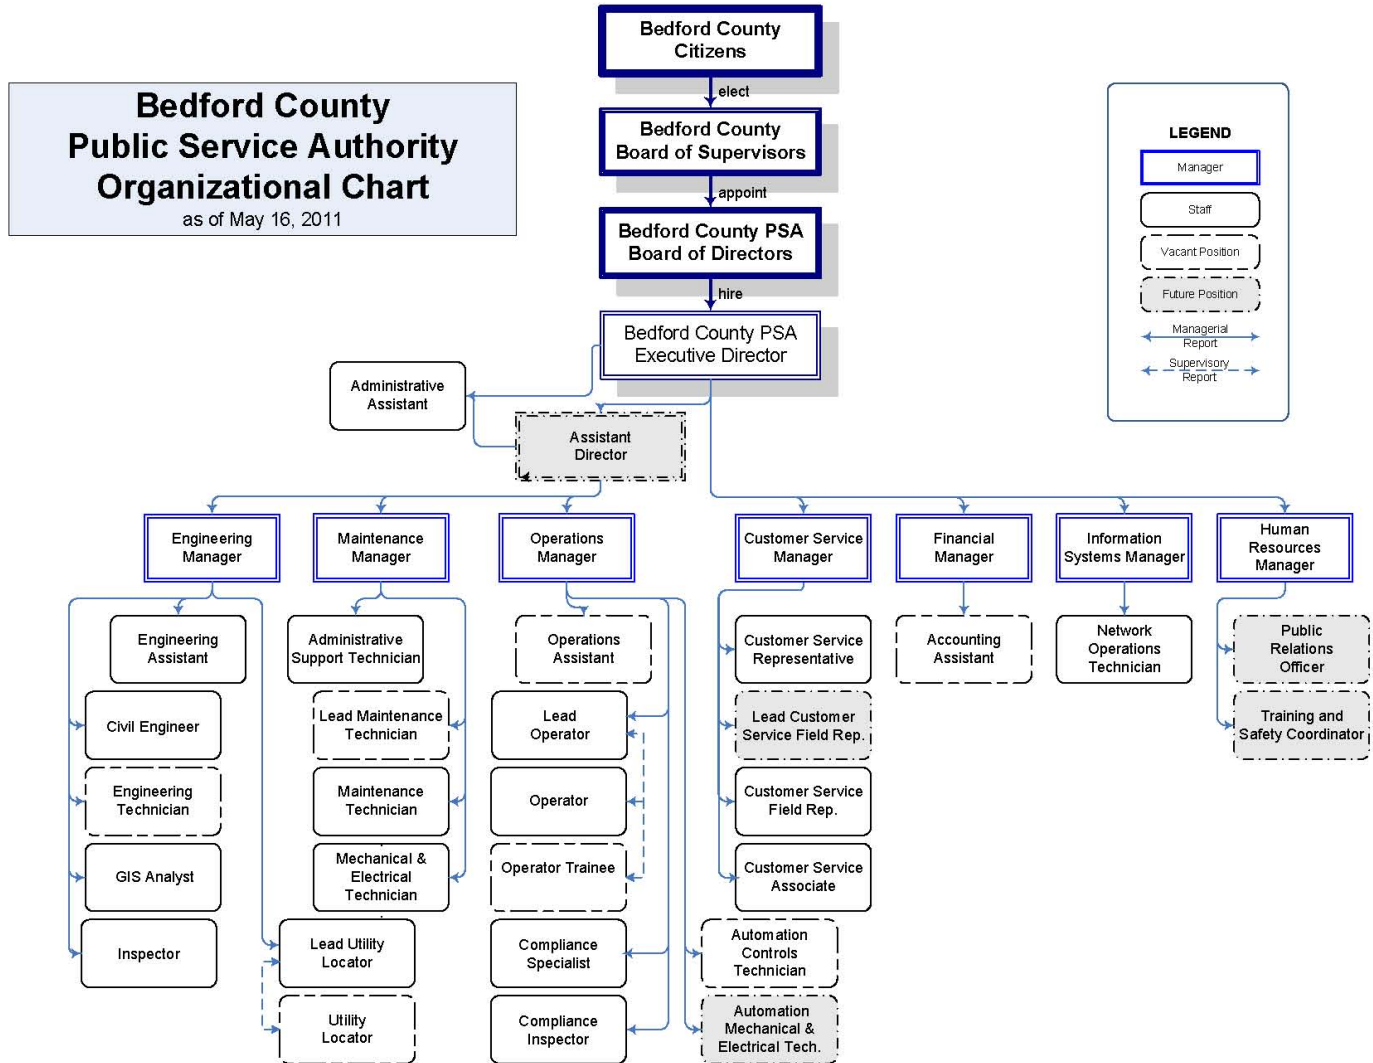 Bedford County
Citizens
elect
Bedford County
Public Service Authority
Organizational Chart
as of May 16, 2011
Bedford County
Board of Supervisors
appoint
Bedford County PSA
Board of Directors
hire
Bedford County PSA
Executive Director
LEGEND
Manager
Staff
Vacant Position
Future Position
Managerial
Report
Supervisory
Report
Administrative
Assistant
Assistant
Director
Engineering
Manager
Maintenance
Manager
Operations
Manager
Customer Service
Manager
Financial
Manager
Information
Systems Manager
Human
Resources
Manager
Engineering
Assistant
Administrative
Support Technician
Operations
Assistant
Customer Service
Representative
Accounting
Assistant
Network
Operations
Technician
Public
Relations
Officer
Civil Engineer
Lead Maintenance
Technician
Lead
Operator
Lead Customer
Service Field Rep.
Training and
Safety Coordinator
Engineering
Technician
Maintenance
Technician
Operator
Customer Service
Field Rep.
GIS Analyst
Mechanical &
Electrical
Technician
Operator Trainee
Customer Service
Associate
Inspector
Lead Utility
Locator
Compliance
Specialist
Automation
Controls
Technician
Utility
Locator
Compliance
Inspector
Automation
Mechanical &
Electrical Tech.